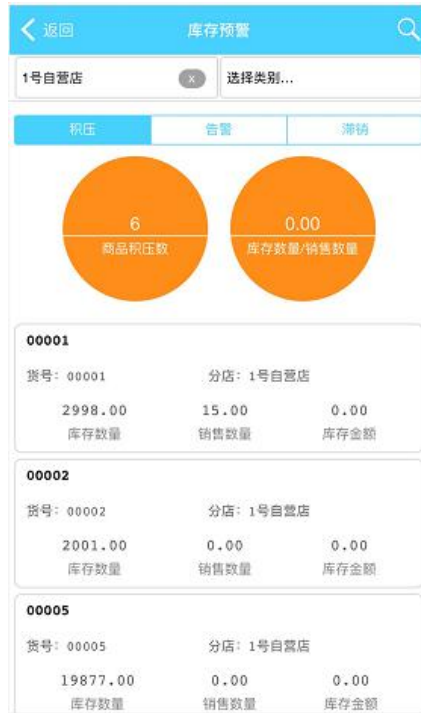 返回 库存预警
1号自营店 x 选择类别...
积压 告警 滞销
6 0.00
商品积压数 库存数量/销售数量
00001
货号: 00001 分店: 1号自营店
2998.00 15.00 0.00
库存数量 销售数量 库存金额
00002
货号: 00002 分店: 1号自营店
2001.00 0.00 0.00
库存数量 销售数量 库存金额
00005
货号: 00005 分店: 1号自营店
19877.00 0.00 0.00
库存数量 销售数量 库存金额